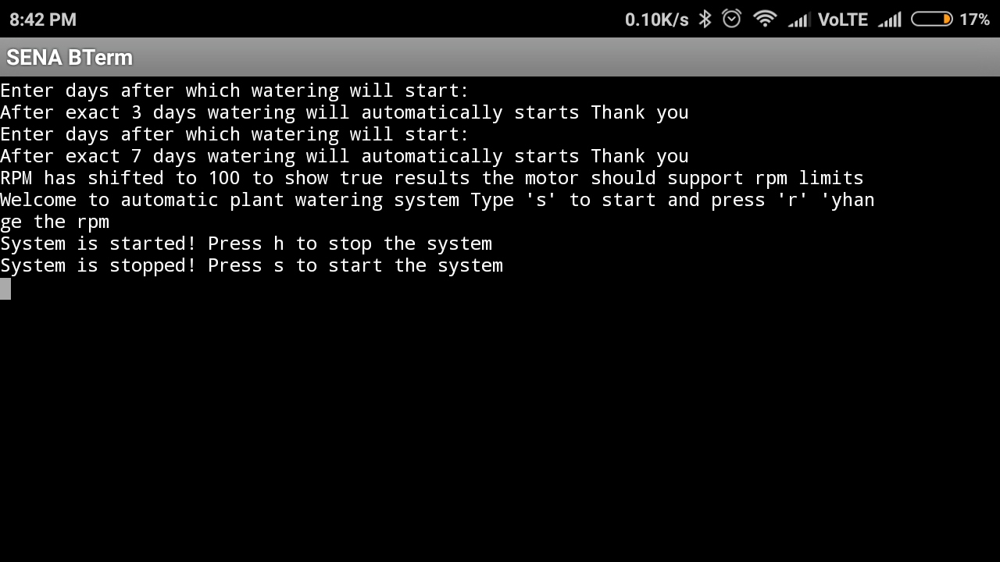 8:42 PM 0.10K/s VoLTE 17%
SENA BTerm
Enter days after which watering will start:
After exact 3 days watering will automatically starts Thank you
Enter days after which watering will start:
After exact 7 days watering will automatically starts Thank you
RPM has shifted to 100 to show true results the motor should support rpm limits
Welcome to automatic plant watering system Type 's' to start and press 'r' 'yhan
ge the rpm
System is started! Press h to stop the system
System is stopped! Press s to start the system